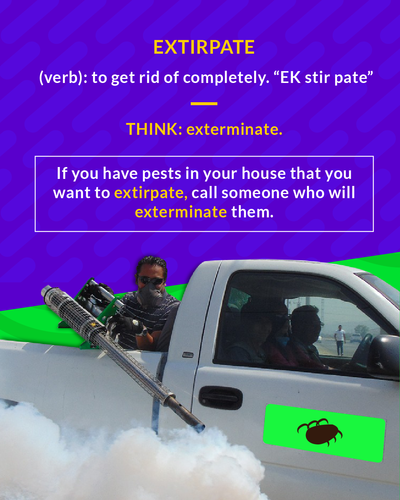 EXTIRPATE
(verb): to get rid of completely. “EK stir pate”
THINK: exterminate.
If you have pests in your house that you
want to extirpate, call someone who will
exterminate them.